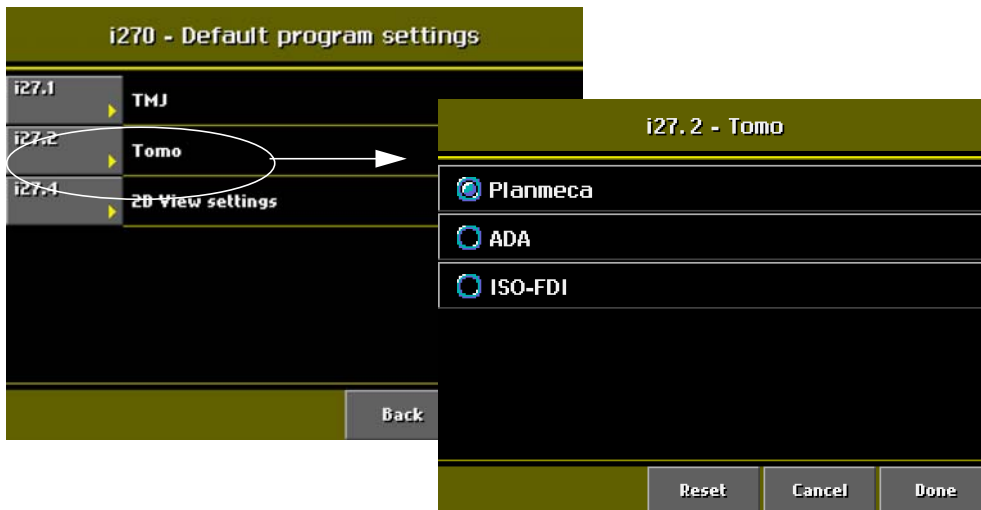 i270 - Default program settings
i27.1
TMJ
i27.2
Tomo
i27.4
2D View settings
Back
i27.2 - Tomo
Planmeca
ADA
ISO-FDI
Reset
Cancel
Done